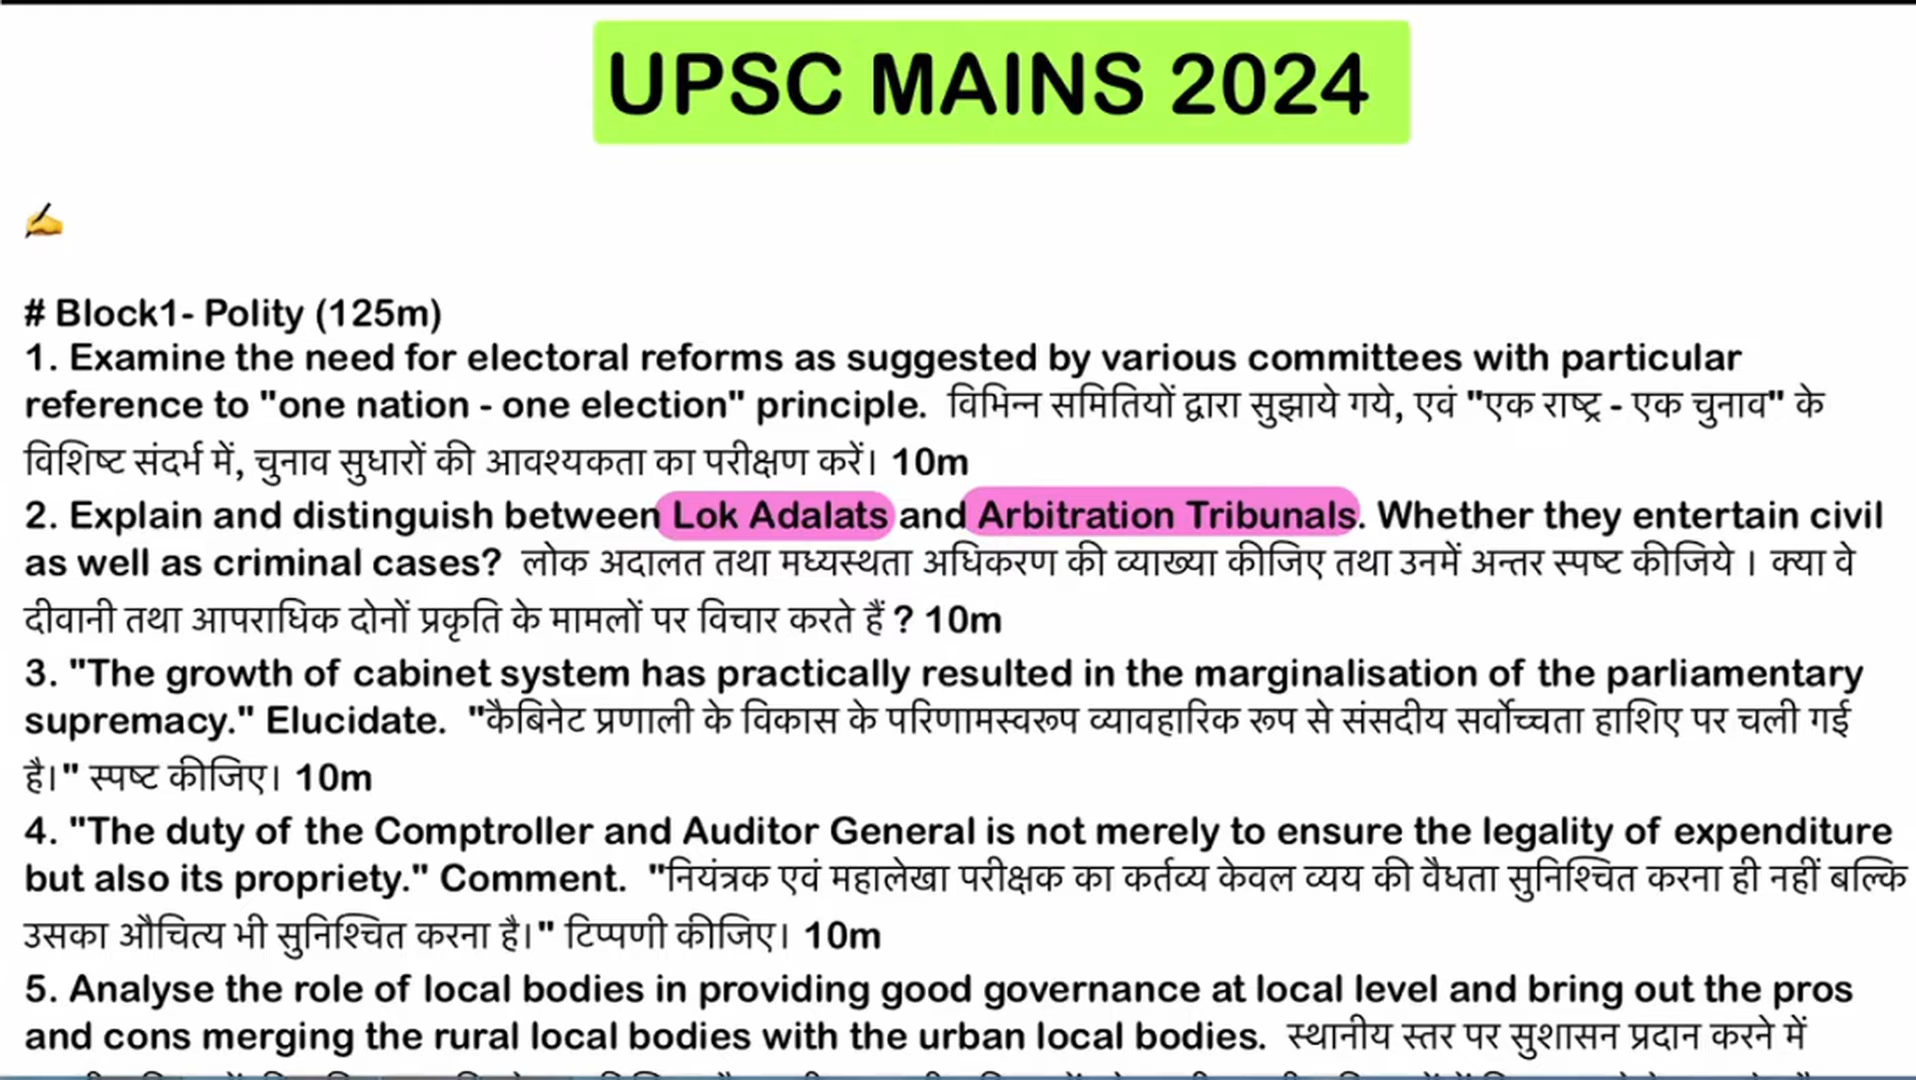 UPSC MAINS 2024
# Block1- Polity (125m)
1. Examine the need for electoral reforms as suggested by various committees with particular
reference to "one nation - one election" principle. विभिन्न समितियों द्वारा सुझाये गये, एवं "एक राष्ट्र - एक चुनाव" के
विशिष्ट संदर्भ में, चुनाव सुधारों की आवश्यकता का परीक्षण करें। 10m
2. Explain and distinguish between Lok Adalats and Arbitration Tribunals. Whether they entertain civil
as well as criminal cases? लोक अदालत तथा मध्यस्थता अधिकरण की व्याख्या कीजिए तथा उनमें अन्तर स्पष्ट कीजिये । क्या वे
दीवानी तथा आपराधिक दोनों प्रकृति के मामलों पर विचार करते हैं ? 10m
3. "The growth of cabinet system has practically resulted in the marginalisation of the parliamentary
supremacy." Elucidate. "कैबिनेट प्रणाली के विकास के परिणामस्वरूप व्यावहारिक रूप से संसदीय सर्वोच्चता हाशिए पर चली गई
है।" स्पष्ट कीजिए। 10m
4. "The duty of the Comptroller and Auditor General is not merely to ensure the legality of expenditure
but also its propriety." Comment. "नियंत्रक एवं महालेखा परीक्षक का कर्तव्य केवल व्यय की वैधता सुनिश्चित करना ही नहीं बल्कि
उसका औचित्य भी सुनिश्चित करना है।" टिप्पणी कीजिए। 10m
5. Analyse the role of local bodies in providing good governance at local level and bring out the pros
and cons merging the rural local bodies with the urban local bodies. स्थानीय स्तर पर सुशासन प्रदान करने में